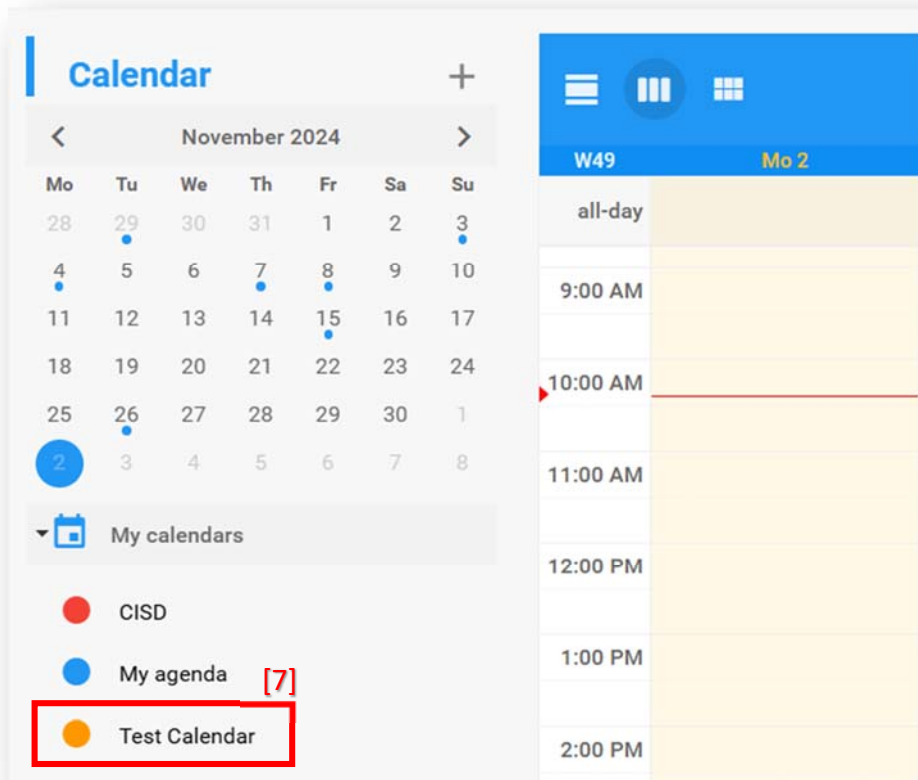 Calendar
November 2024
Mo Tu We Th Fr Sa Su
28 29 30 31 1 2 3
4 5 6 7 8 9 10
11 12 13 14 15 16 17
18 19 20 21 22 23 24
25 26 27 28 29 30 1
2 3 4 5 6 7 8
My calendars
CISD
My agenda
[7]
Test Calendar
W49 Mo 2
all-day
9:00 AM
10:00 AM
11:00 AM
12:00 PM
1:00 PM
2:00 PM